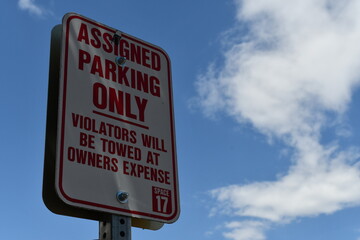 ASSIGNED
PARKING
ONLY
VIOLATORS WILL
BE TOWED AT
OWNERS EXPENSE
SPACE
17